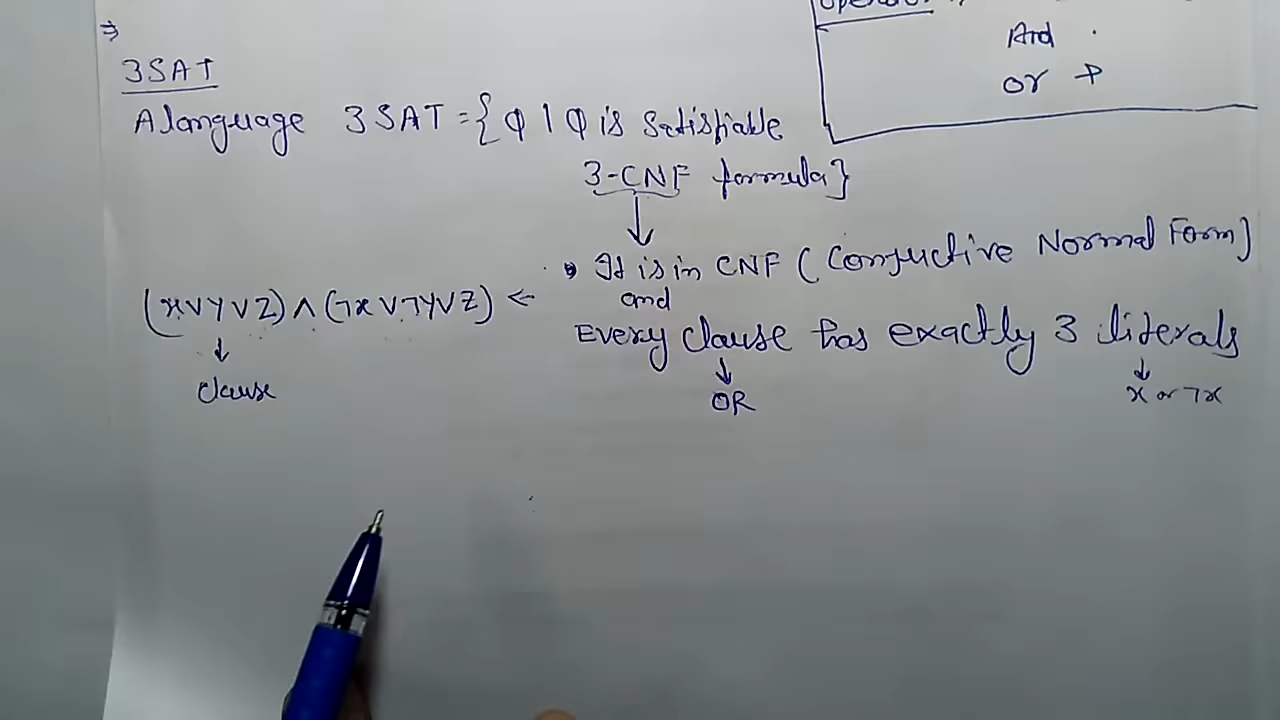 ⇒
And .
or +
3SAT
A language 3SAT = { φ | φ is Satisfiable
3-CNF formula }
↓
• It is in CNF (Conjuctive Normal Form]
and
(x∨y∨z) ∧ (¬x∨¬y∨z) ←
Every clause has exactly 3 literals
↓ ↓ ↓
clause OR x or ¬x